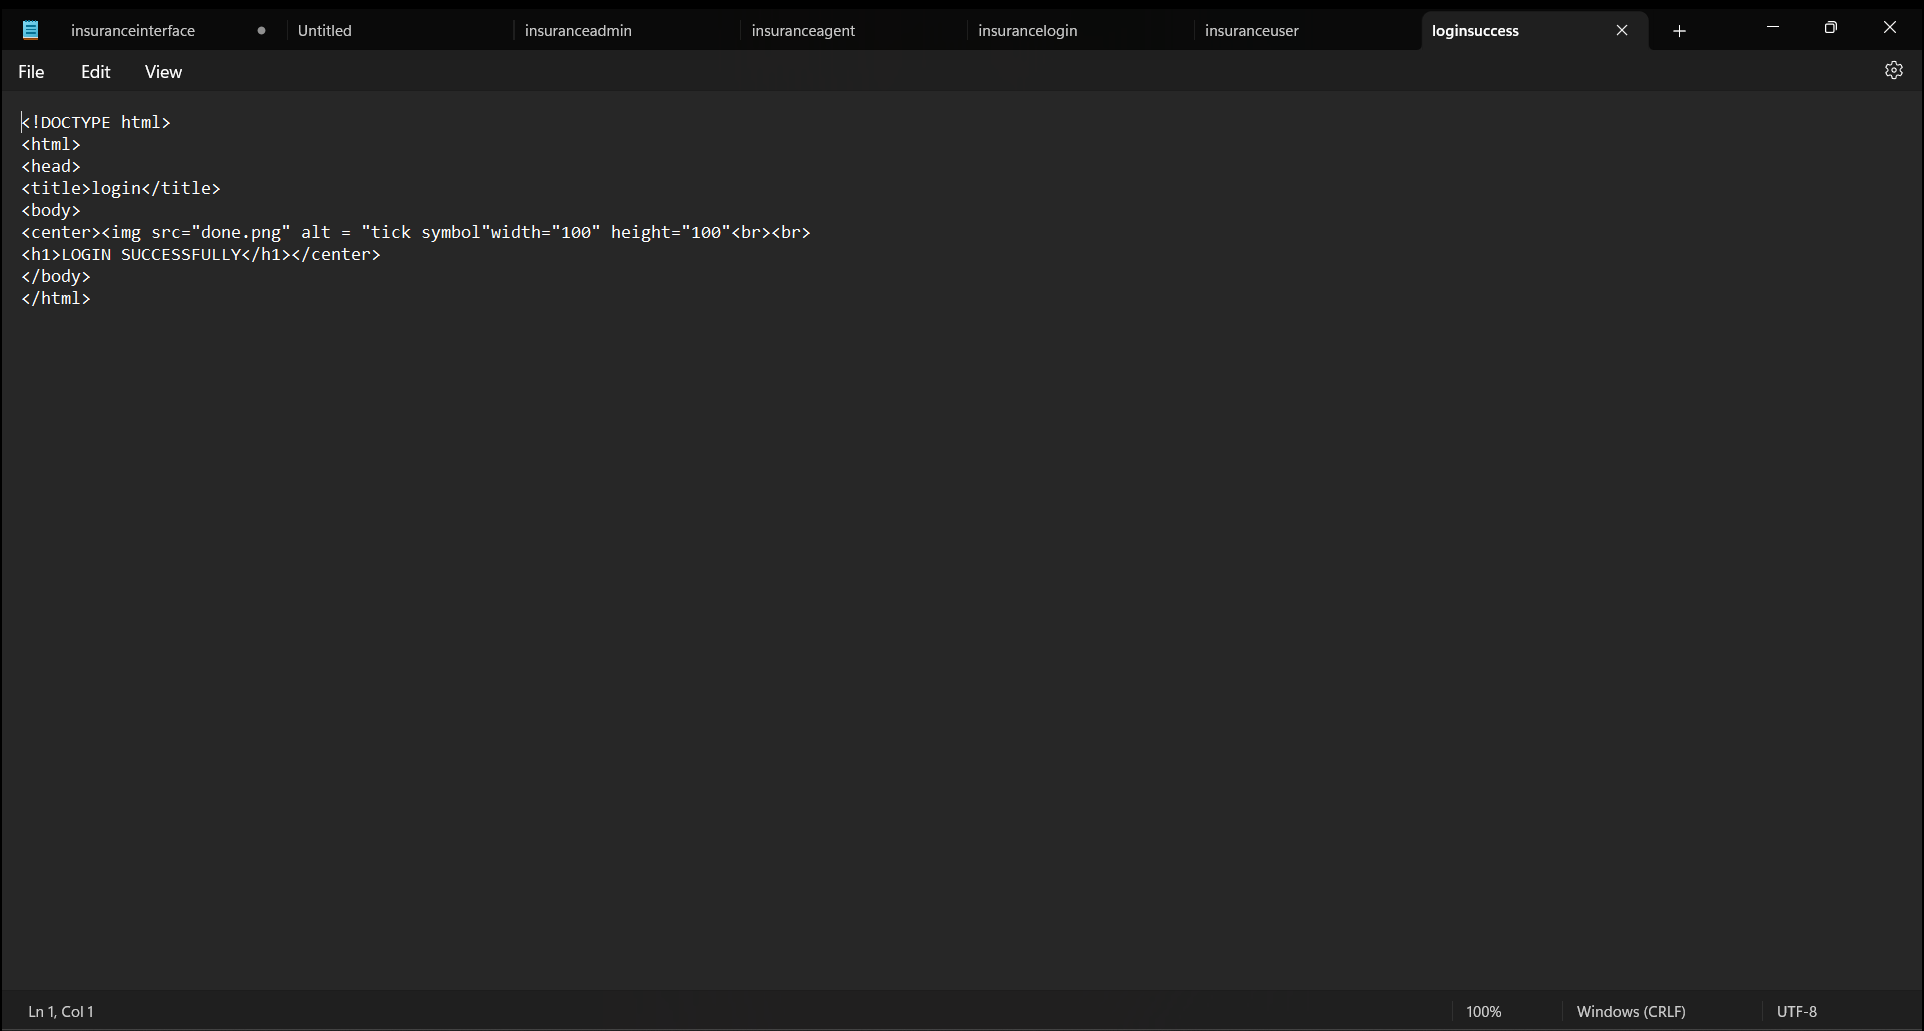 insuranceinterface
Untitled
insuranceadmin
insuranceagent
insurancelogin
insuranceuser
loginsuccess
File
Edit
View
<!DOCTYPE html>
<html>
<head>
<title>login</title>
<body>
<center><img src="done.png" alt = "tick symbol"width="100" height="100"<br><br>
<h1>LOGIN SUCCESSFULLY</h1></center>
</body>
</html>
Ln 1, Col 1
100%
Windows (CRLF)
UTF-8